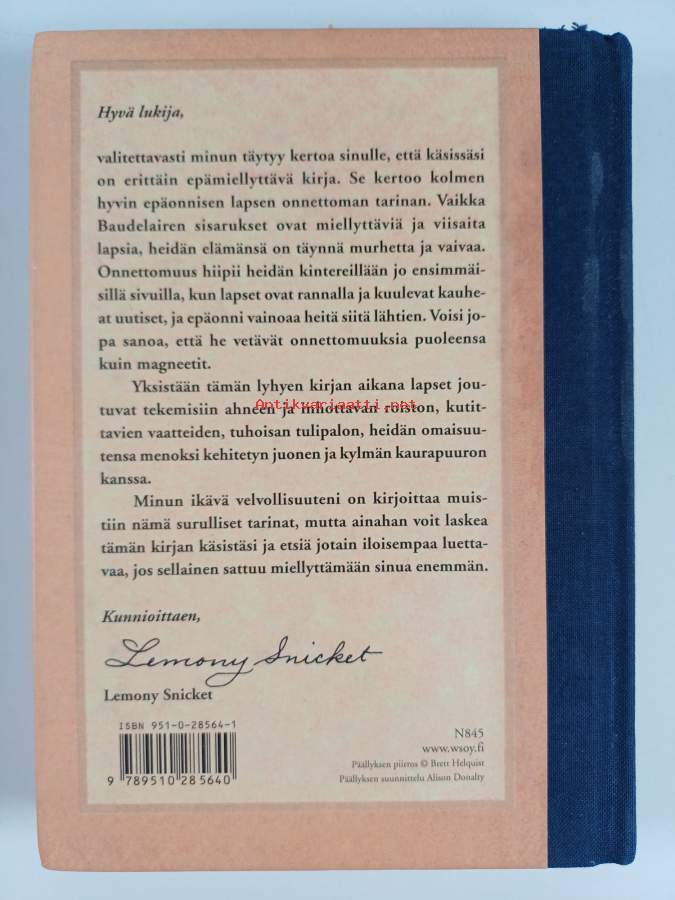 Hyvä lukija,
valitettavasti minun täytyy kertoa sinulle, että käsissäsi
on erittäin epämiellyttävä kirja. Se kertoo kolmen
hyvin epäonnisen lapsen onnettoman tarinan. Vaikka
Baudelairen sisarukset ovat miellyttäviä ja viisaita
lapsia, heidän elämänsä on täynnä murhetta ja vaivaa.
Onnettomuus hiipii heidän kintereillään jo ensimmäi-
sillä sivuilla, kun lapset ovat rannalla ja kuulevat kauhe-
at uutiset, ja epäonni vainoaa heitä siitä lähtien. Voisi jo-
pa sanoa, että he vetävät onnettomuuksia puoleensa
kuin magneetit.
Yksistään tämän lyhyen kirjan aikana lapset jou-
Antikvariaatti.net
tuvat tekemisiin ahneen ja inhottavan roiston, kutit-
tavien vaatteiden, tuhoisan tulipalon, heidän omaisuu-
tensa menoksi kehitetyn juonen ja kylmän kaurapuuron
kanssa.
Minun ikävä velvollisuuteni on kirjoittaa muis-
tiin nämä surulliset tarinat, mutta ainahan voit laskea
tämän kirjan käsistäsi ja etsiä jotain iloisempaa luetta-
vaa, jos sellainen sattuu miellyttämään sinua enemmän.
Kunnioittaen,
Lemony Snicket
Lemony Snicket
ISBN 951-0-28564-1
9 789510 285640
N845
www.wsoy.fi
Päällyksen piirros © Brett Helquist
Päällyksen suunnittelu Alison Donalty